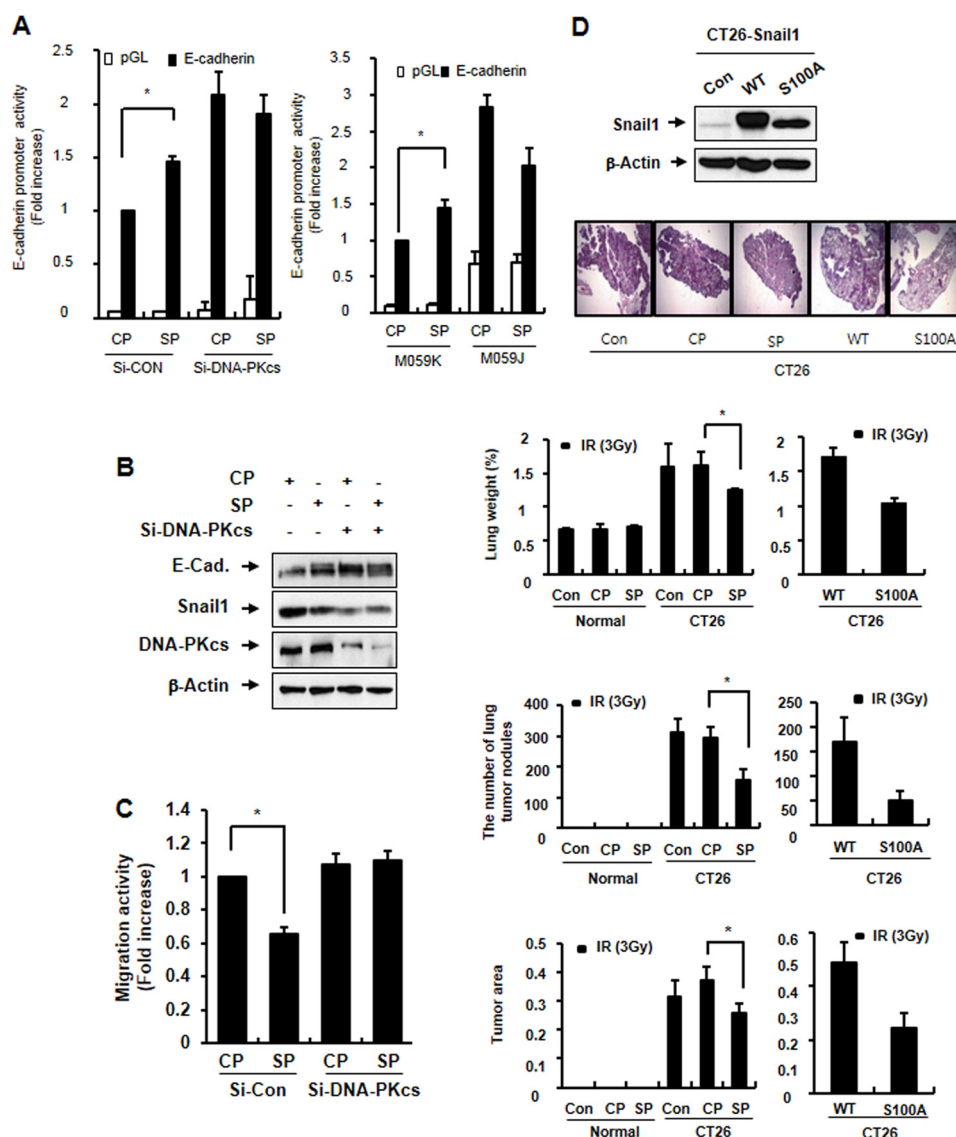 A
pGL E-cadherin
E-cadherin promoter activity
(Fold increase)
2.5
2
1.5
1
0.5
0
*
CP SP CP SP
Si-CON Si-DNA-PKcs
pGL E-cadherin
E-cadherin promoter activity
(Fold increase)
3.5
3
2.5
2
1.5
1
0.5
0
*
CP SP CP SP
M059K M059J
B
CP + - + -
SP - + - +
Si-DNA-PKcs - - + +
E-Cad.
Snail1
DNA-PKcs
β-Actin
C
Migration activity
(Fold increase)
1.4
1.2
1
0.8
0.6
0.4
0.2
0
*
CP SP CP SP
Si-Con Si-DNA-PKcs
D
CT26-Snail1
Con WT S100A
Snail1
β-Actin
Con CP SP WT S100A
CT26
Lung weight (%)
2
1.5
1
0.5
0
IR (3Gy)
*
Con CP SP Con CP SP
Normal CT26
2
1.5
1
0.5
0
IR (3Gy)
WT S100A
CT26
The number of lung
tumor nodules
400
300
200
100
0
IR (3Gy)
*
Con CP SP Con CP SP
Normal CT26
250
200
150
100
50
0
IR (3Gy)
WT S100A
CT26
Tumor area
0.5
0.4
0.3
0.2
0.1
0
IR (3Gy)
*
Con CP SP Con CP SP
Normal CT26
0.6
0.5
0.4
0.3
0.2
0.1
0
IR (3Gy)
WT S100A
CT26